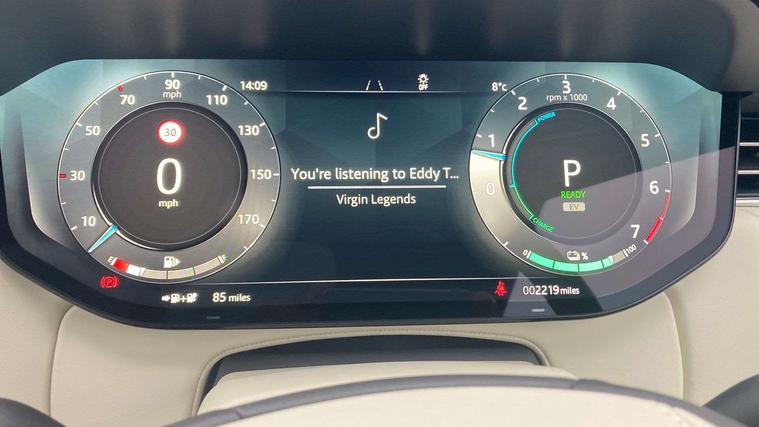 14:09
OFF
8°c
90
mph
70
110
50
130
30
30
150
0
mph
10
170
E
F
85 miles
You're listening to Eddy T...
Virgin Legends
3
rpm x 1000
2
4
1
5
0
6
7
POWER
P
READY
EV
CHARGE
0
%
100
002219 miles